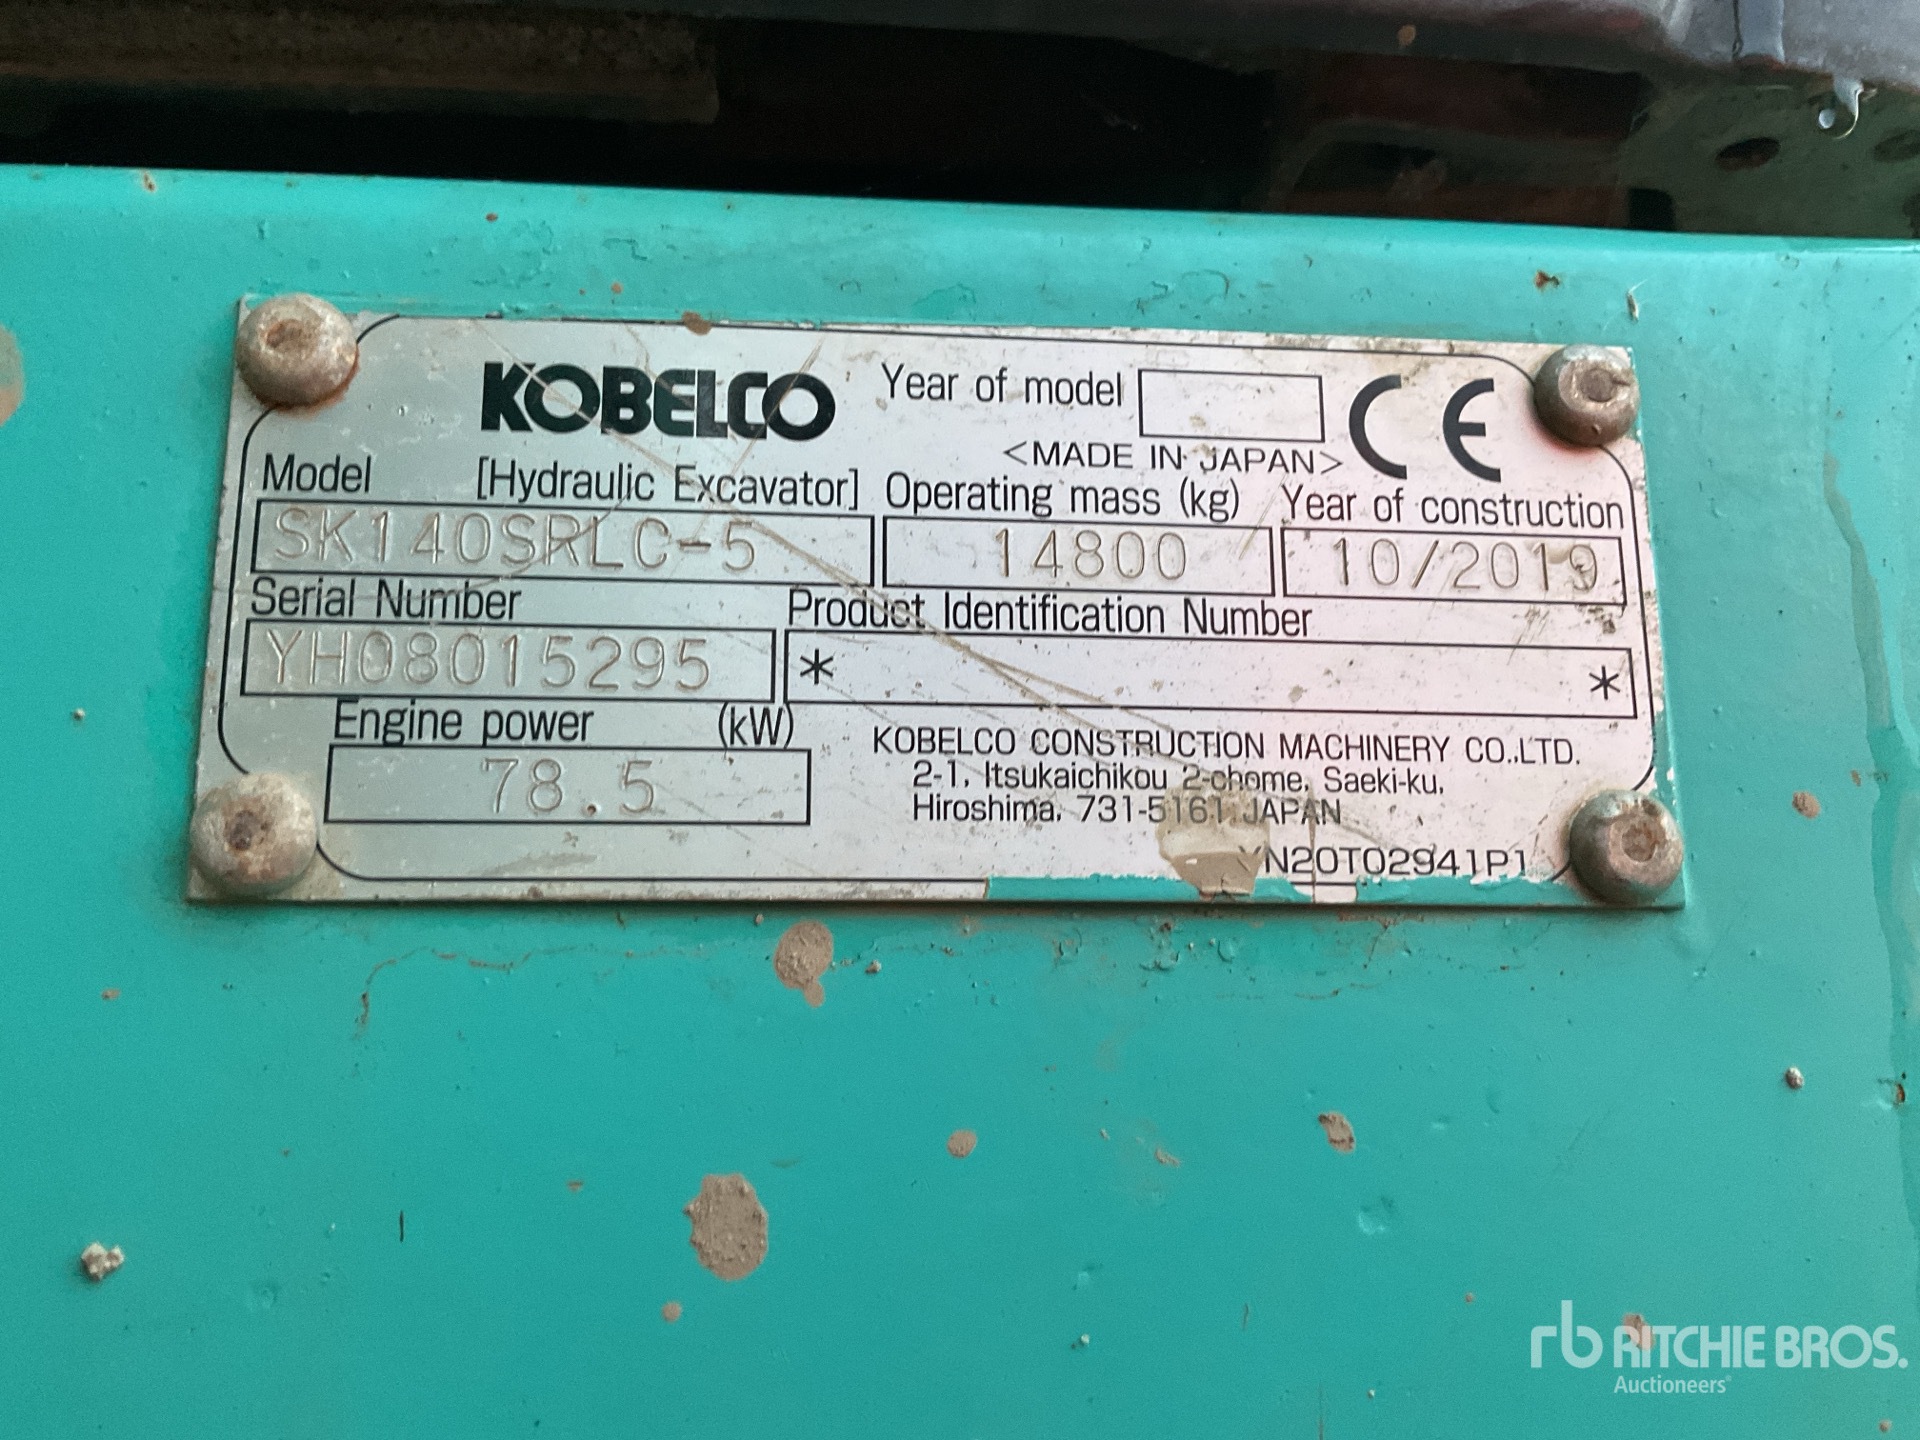 KOBELCO Year of model CE
<MADE IN JAPAN>
Model [Hydraulic Excavator] Operating mass (kg) Year of construction
SK140SRLC-5 14800 10/2019
Serial Number Product Identification Number
YH08015295 * *
Engine power (kW)
78.5
KOBELCO CONSTRUCTION MACHINERY CO.,LTD.
2-1, Itsukaichikou 2-chome, Saeki-ku,
Hiroshima, 731-5161 JAPAN
YN20T02941P1
rb RITCHIE BROS.
Auctioneers